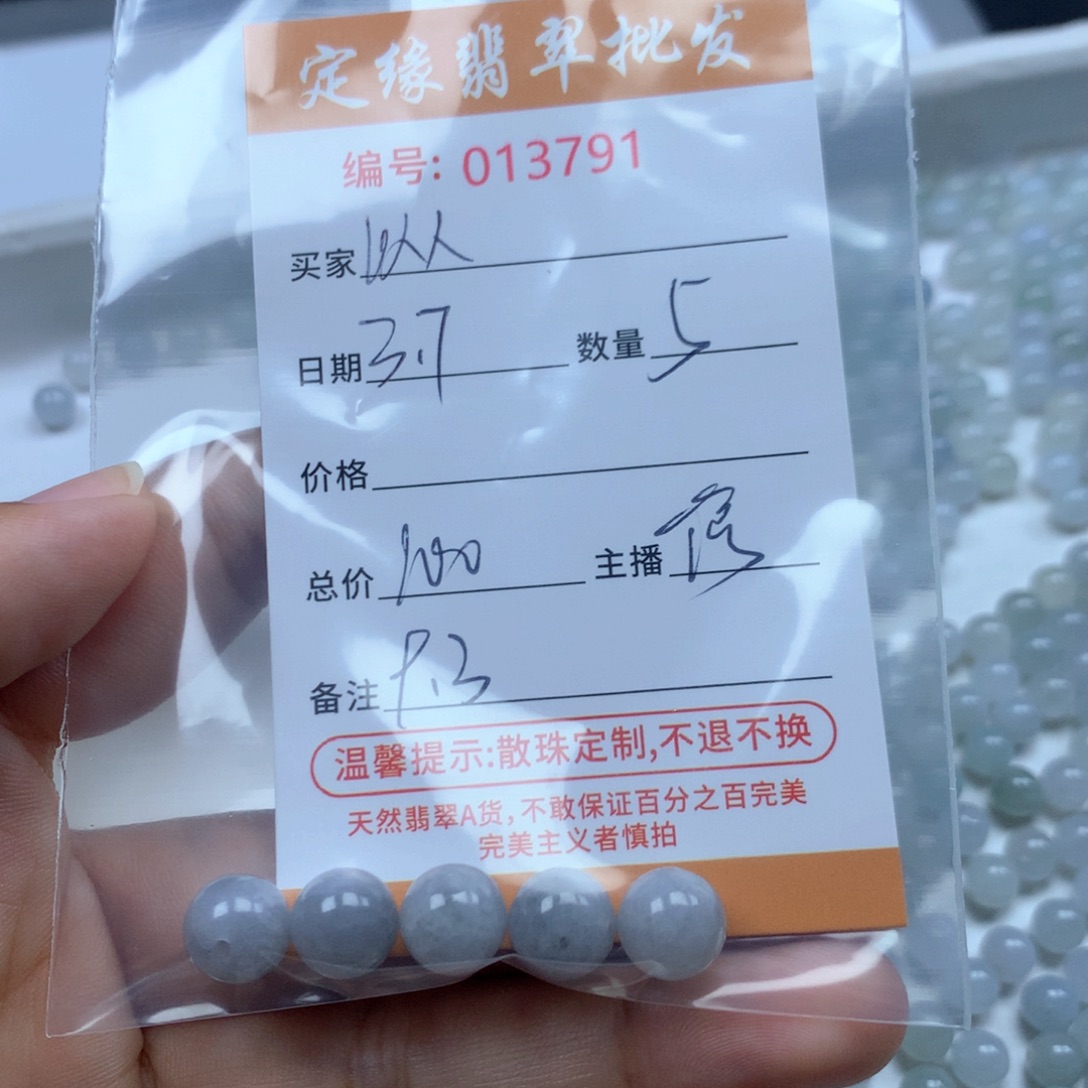 定缘翡翠批发
编号: 013791
买家
日期 3.7 数量 5
价格
总价 100 主播
备注
温馨提示:散珠定制,不退不换
天然翡翠A货,不敢保证百分之百完美
完美主义者慎拍